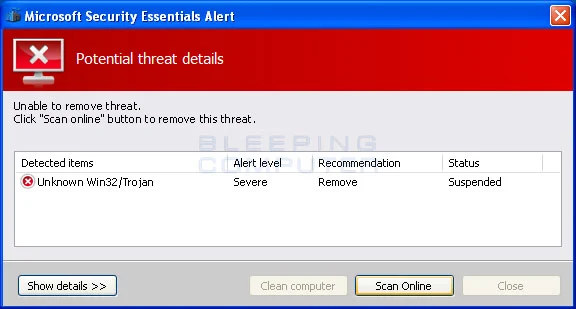 Microsoft Security Essentials Alert
Potential threat details
Unable to remove threat.
Click "Scan online" button to remove this threat.
BLEEPING
COMPUTER
Detected items Alert level Recommendation Status
Unknown Win32/Trojan Severe Remove Suspended
Show details >> Clean computer Scan Online Close